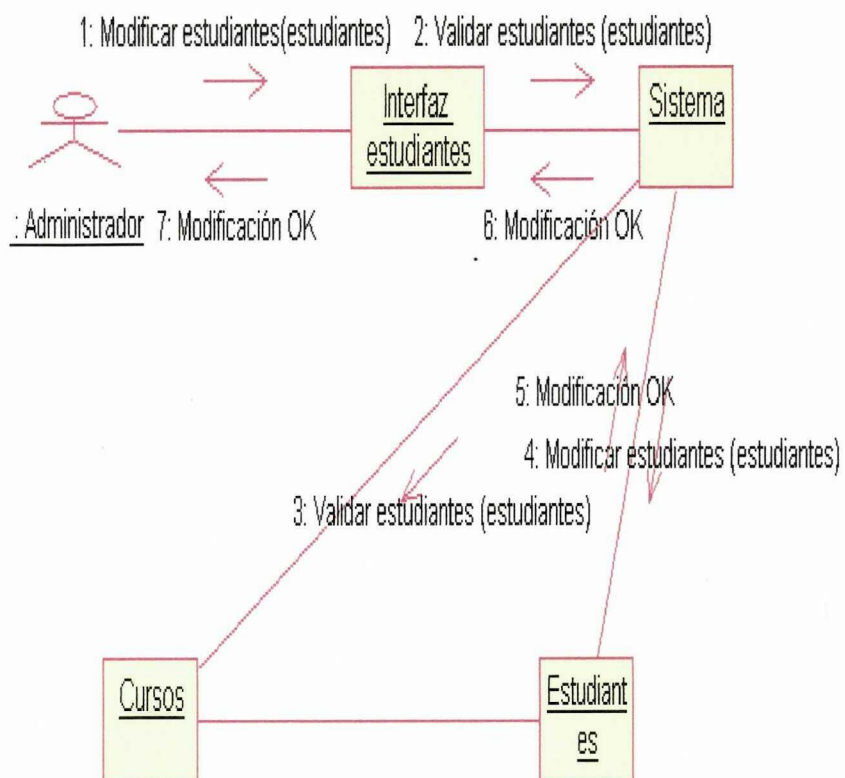 1: Modificar estudiantes(estudiantes)
2: Validar estudiantes (estudiantes)
Interfaz
estudiantes
Sistema
: Administrador
7: Modificación OK
6: Modificación OK
5: Modificación OK
4: Modificar estudiantes (estudiantes)
3: Validar estudiantes (estudiantes)
Cursos
Estudiant
es